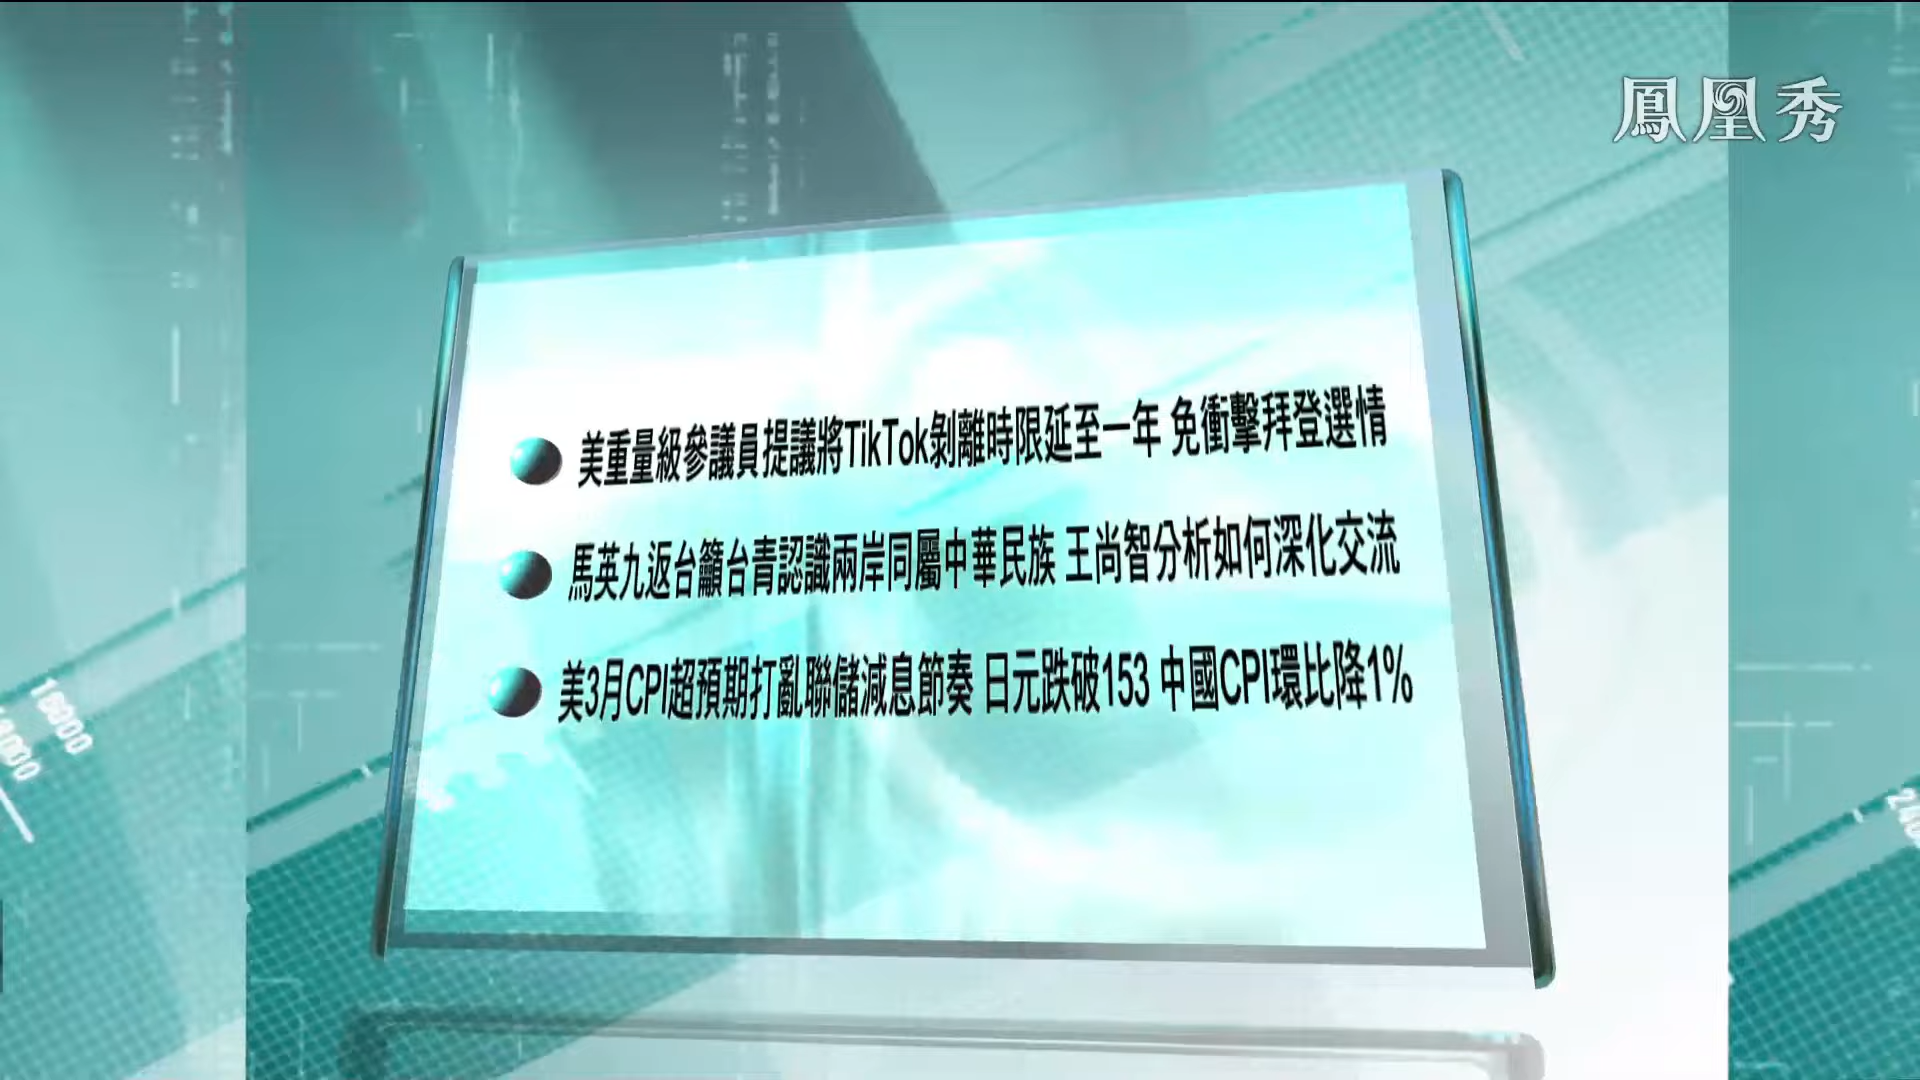 鳳凰秀
美重量級參議員提議將TikTok剝離時限延至一年 免衝擊拜登選情
馬英九返台籲台青認識兩岸同屬中華民族 王尚智分析如何深化交流
美3月CPI超預期打亂聯儲減息節奏 日元跌破153 中國CPI環比降1%
18000